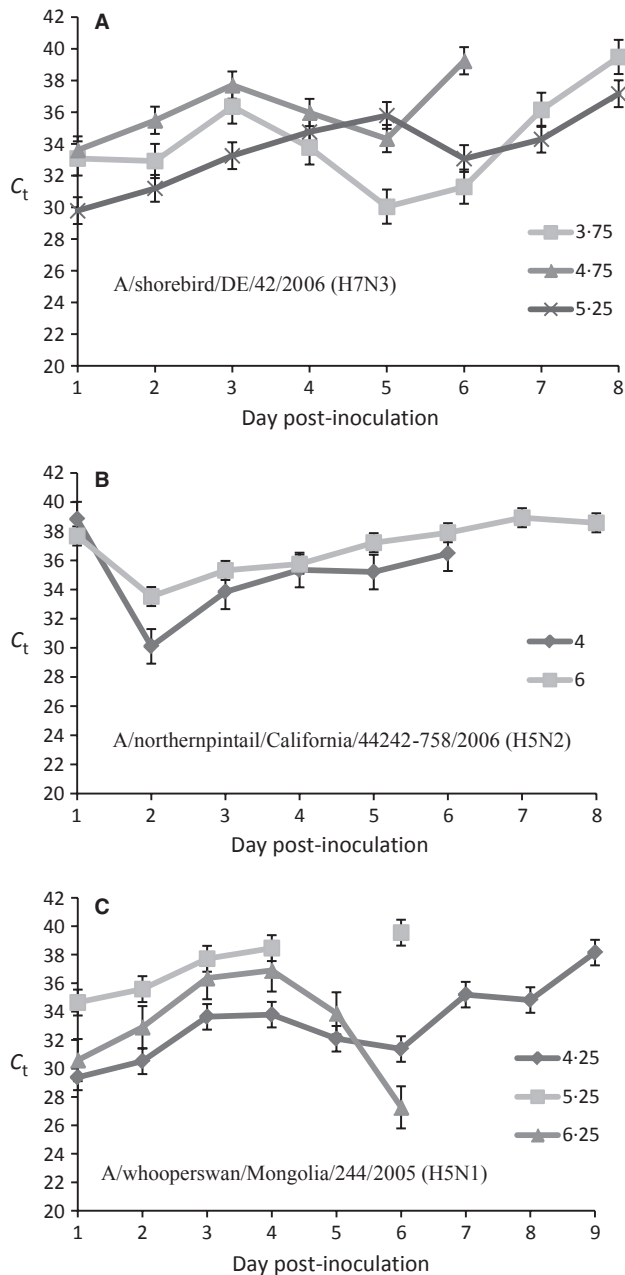 A
42
40
38
36
34
32
30
28
26
24
22
20
Ct
1 2 3 4 5 6 7 8
Day post-inoculation
3·75
4·75
5·25
A/shorebird/DE/42/2006 (H7N3)
B
42
40
38
36
34
32
30
28
26
24
22
20
Ct
1 2 3 4 5 6 7 8
Day post-inoculation
4
6
A/northernpintail/California/44242-758/2006 (H5N2)
C
42
40
38
36
34
32
30
28
26
24
22
20
Ct
1 2 3 4 5 6 7 8 9
Day post-inoculation
4·25
5·25
6·25
A/whooperswan/Mongolia/244/2005 (H5N1)